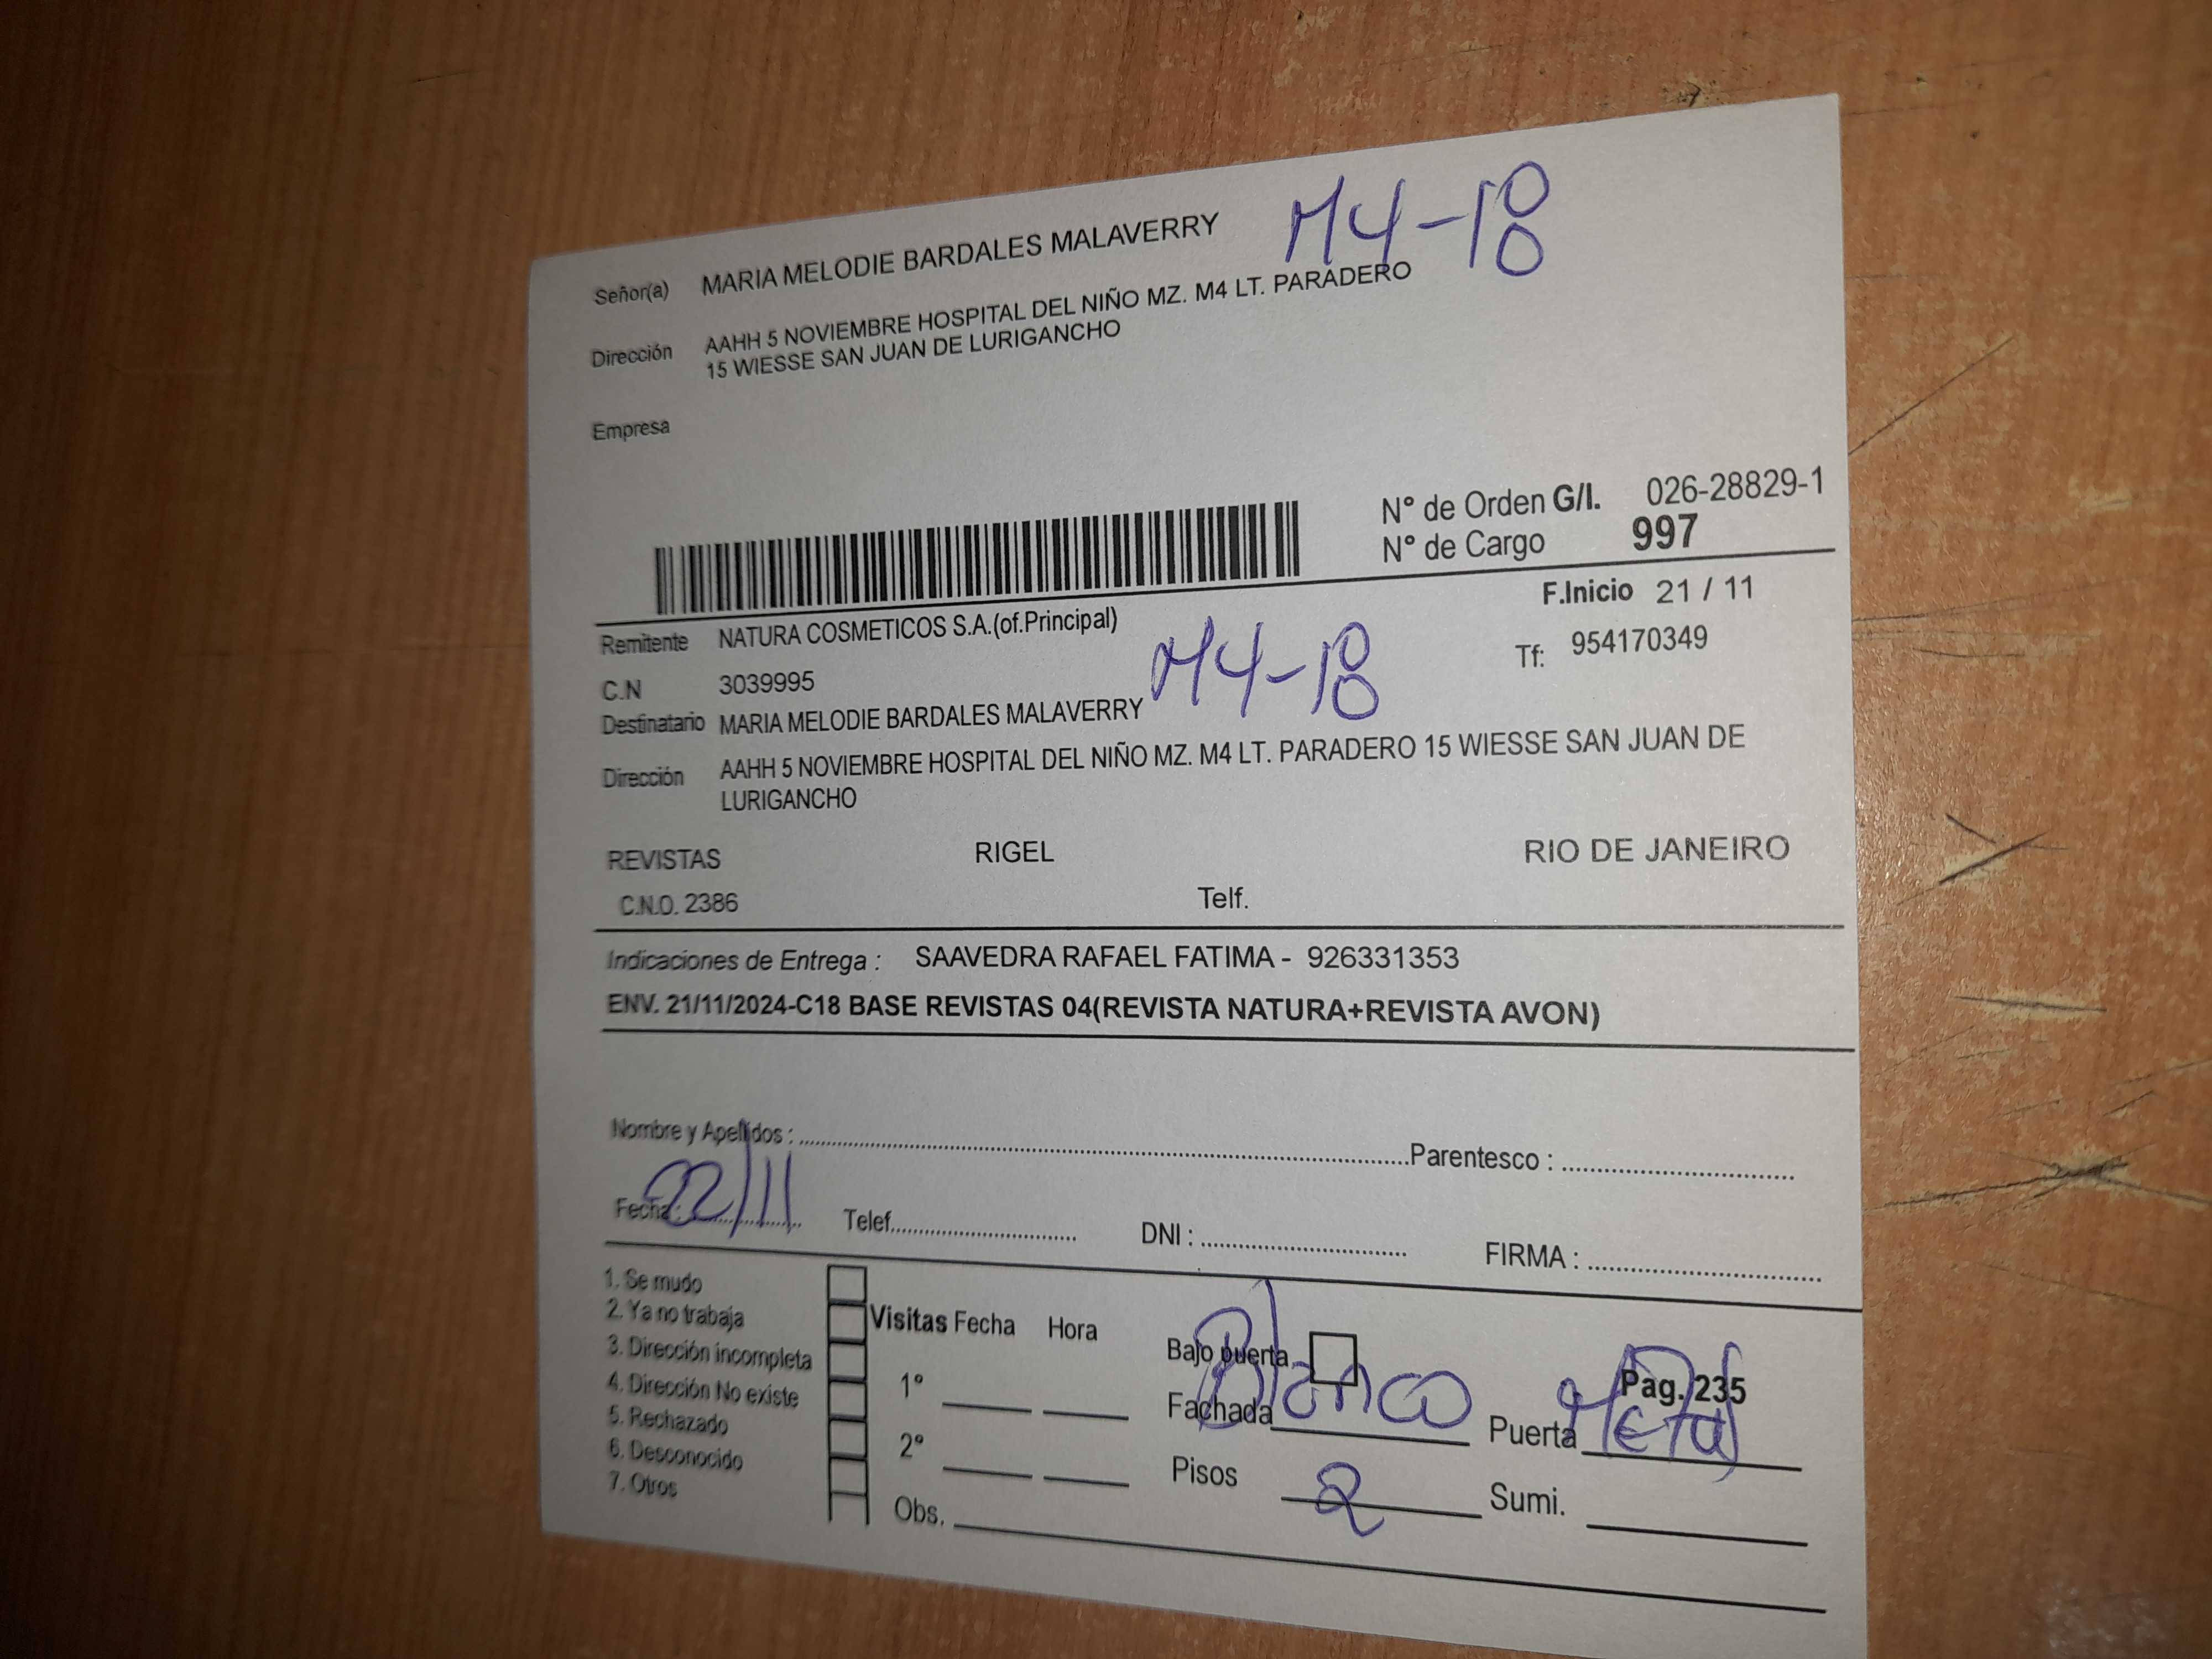 Señor(a) MARIA MELODIE BARDALES MALAVERRY M4-18
Dirección AAHH 5 NOVIEMBRE HOSPITAL DEL NIÑO MZ. M4 LT. PARADERO
15 WIESSE SAN JUAN DE LURIGANCHO
Empresa
N° de Orden G/I. 026-28829-1
N° de Cargo 997
F.Inicio 21 / 11
Remitente NATURA COSMETICOS S.A.(of.Principal)
Tf: 954170349
C.N 3039995
M4-18
Destinatario MARIA MELODIE BARDALES MALAVERRY
Dirección AAHH 5 NOVIEMBRE HOSPITAL DEL NIÑO MZ. M4 LT. PARADERO 15 WIESSE SAN JUAN DE
LURIGANCHO
REVISTAS RIGEL RIO DE JANEIRO
C.N.O. 2386 Telf.
Indicaciones de Entrega : SAAVEDRA RAFAEL FATIMA - 926331353
ENV. 21/11/2024-C18 BASE REVISTAS 04(REVISTA NATURA+REVISTA AVON)
Nombre y Apellidos : Parentesco :
Fecha : 22/11 Telef. DNI : FIRMA :
1. Se mudo
2. Ya no trabaja
3. Dirección incompleta
4. Dirección No existe
5. Rechazado
6. Desconocido
7. Otros
Visitas Fecha Hora
1°
2°
Obs.
Bajo puerta
Pag. 235
Fachada Blanco Puerta Metal
Pisos 2 Sumi.